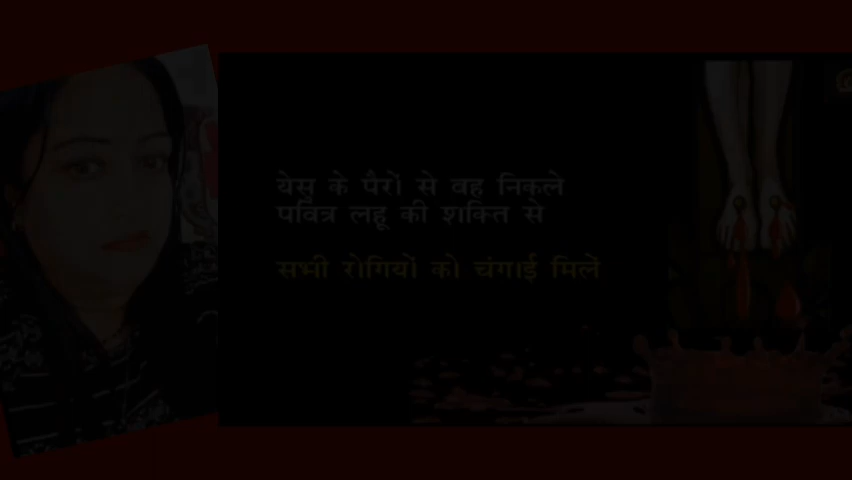 येसु के पैरों से वह निकले
पवित्र लहू की शक्ति से
सभी रोगियों को चंगाई मिलें